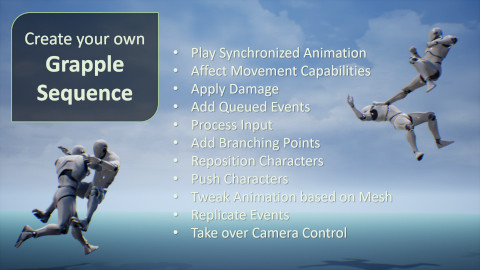 Create your own
Grapple
Sequence
• Play Synchronized Animation
• Affect Movement Capabilities
• Apply Damage
• Add Queued Events
• Process Input
• Add Branching Points
• Reposition Characters
• Push Characters
• Tweak Animation based on Mesh
• Replicate Events
• Take over Camera Control